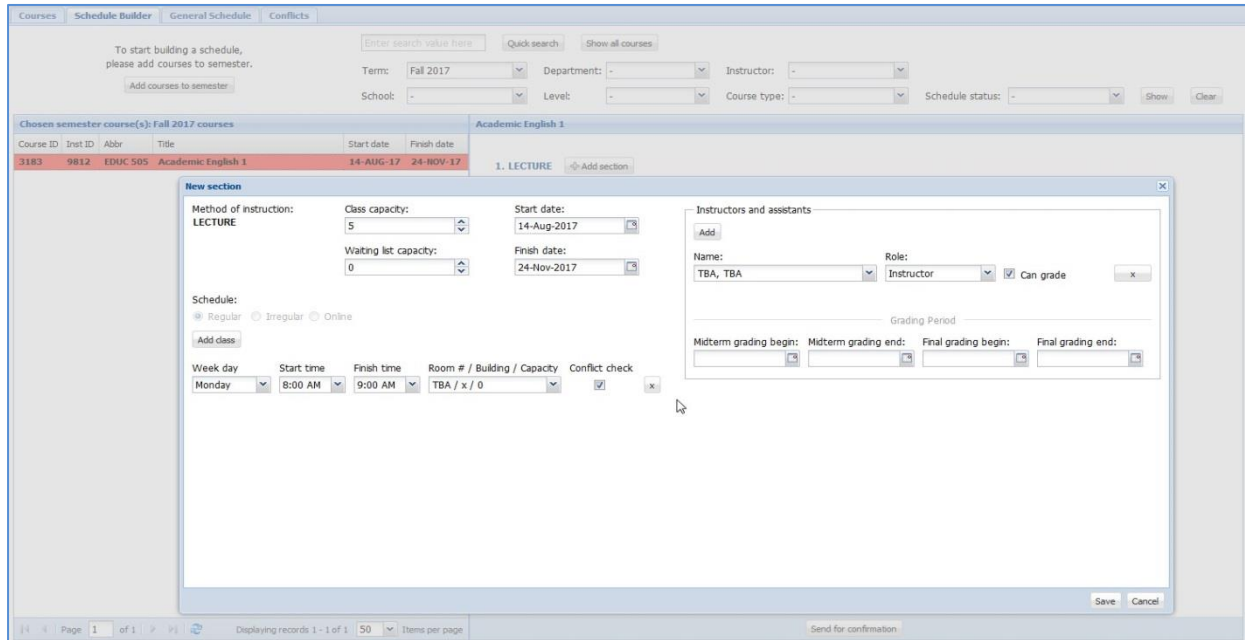 Courses Schedule Builder General Schedule Conflicts
To start building a schedule,
please add courses to semester.
Add courses to semester
Enter search value here Quick search Show all courses
Term: Fall 2017 Department: - Instructor: -
School: - Level: - Course type: - Schedule status: - Show Clear
Chosen semester course(s): Fall 2017 courses
Course ID Inst ID Abbr Title Start date Finish date
3183 9812 EDUC 505 Academic English 1 14-AUG-17 24-NOV-17
Academic English 1
1. LECTURE Add section
New section
Method of instruction: Class capacity: Start date:
LECTURE 5 14-Aug-2017
Waiting list capacity: Finish date:
0 24-Nov-2017
Schedule:
Regular Irregular Online
Add class
Week day Start time Finish time Room # / Building / Capacity Conflict check
Monday 8:00 AM 9:00 AM TBA / x / 0 x
Instructors and assistants
Add
Name: Role:
TBA, TBA Instructor Can grade x
Grading Period
Midterm grading begin: Midterm grading end: Final grading begin: Final grading end:
Save Cancel
Page 1 of 1 Displaying records 1 - 1 of 1 50 Items per page
Send for confirmation